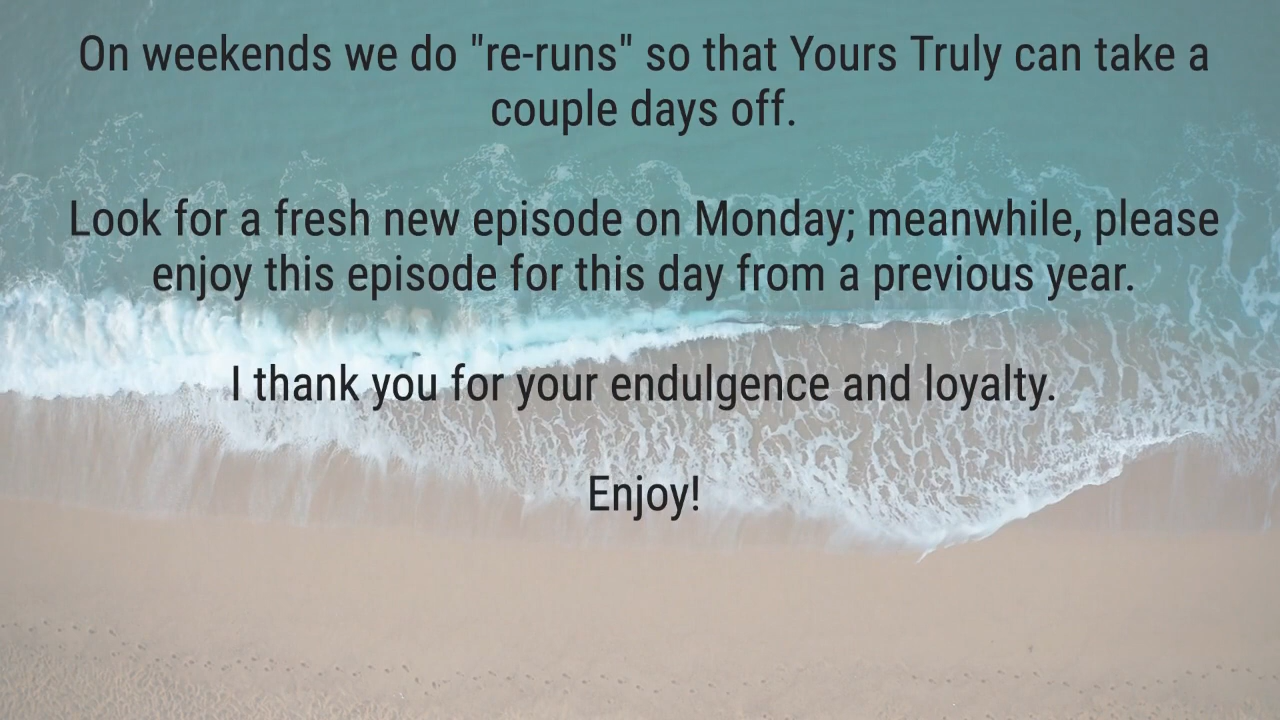 On weekends we do "re-runs" so that Yours Truly can take a
couple days off.
Look for a fresh new episode on Monday; meanwhile, please
enjoy this episode for this day from a previous year.
I thank you for your endulgence and loyalty.
Enjoy!